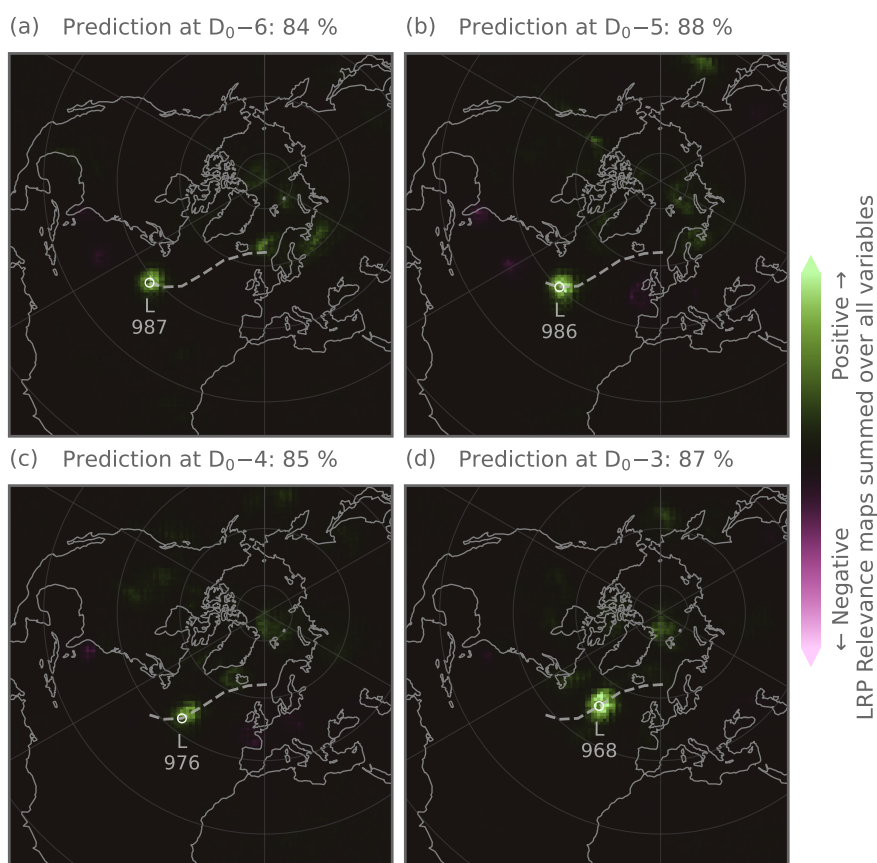 (a) Prediction at D₀−6: 84 %
(b) Prediction at D₀−5: 88 %
L
987
L
986
(c) Prediction at D₀−4: 85 %
(d) Prediction at D₀−3: 87 %
L
976
L
968
← Negative
Positive →
LRP Relevance maps summed over all variables